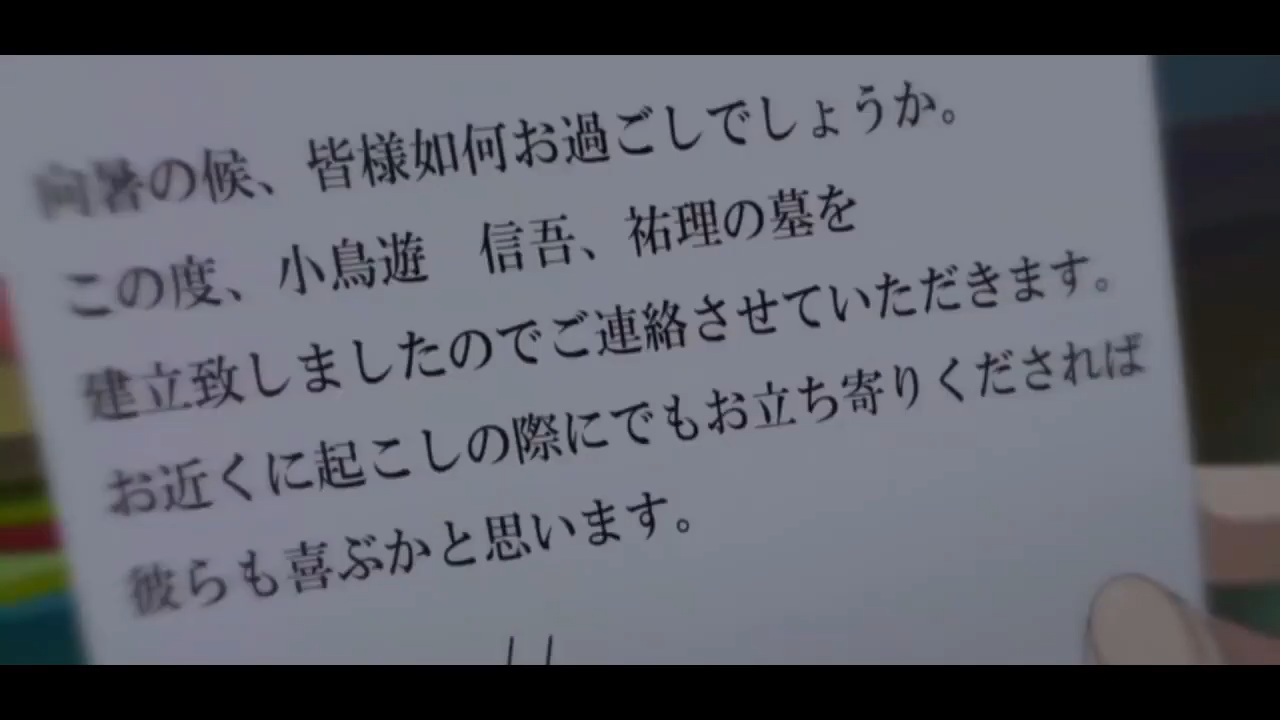 向暑の候、皆様如何お過ごしでしょうか。
この度、小鳥遊　信吾、祐理の墓を
建立致しましたのでご連絡させていただきます。
お近くに起こしの際にでもお立ち寄りくだされば
彼らも喜ぶかと思います。